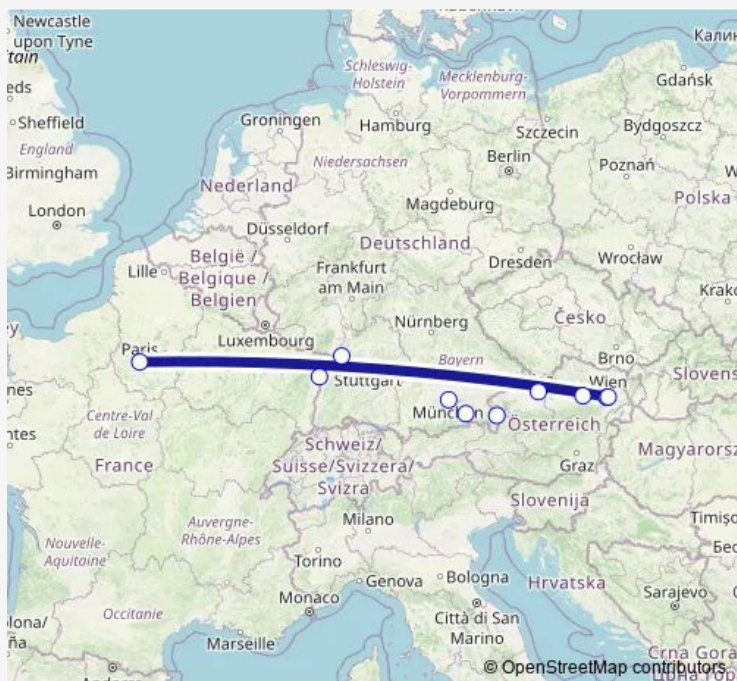 Newcastle
upon Tyne
КАЛИН
Schleswig-
Holstein
Mecklenburg-
Vorpommern
Gdańsk
Groningen
Hamburg
Szczecin
Bydgoszcz
Sheffield
England
Birmingham
Niedersachsen
Berlin
Poznań
Nederland
Polska
London
Magdeburg
Düsseldorf
Deutschland
Lille
België /
Belgique /
Belgien
Frankfurt
am Main
Dresden
Wrocław
Luxembourg
Nürnberg
Česko
Paris
Bayern
Brno
Stuttgart
Wien
Slovens
Centre-Val
de Loire
München
Österreich
France
Schweiz/
Suisse/Svizzera/
Svizra
Graz
Magyarors
Slovenija
Auvergne-
Rhône-Alpes
Milano
Timiș
Nouvelle-
Aquitaine
Torino
Hrvatska
Genova
Bologna
Monaco
Sarajevo
Occitanie
Città di San
Marino
Marseille
Crna Gora
© OpenStreetMap contributors